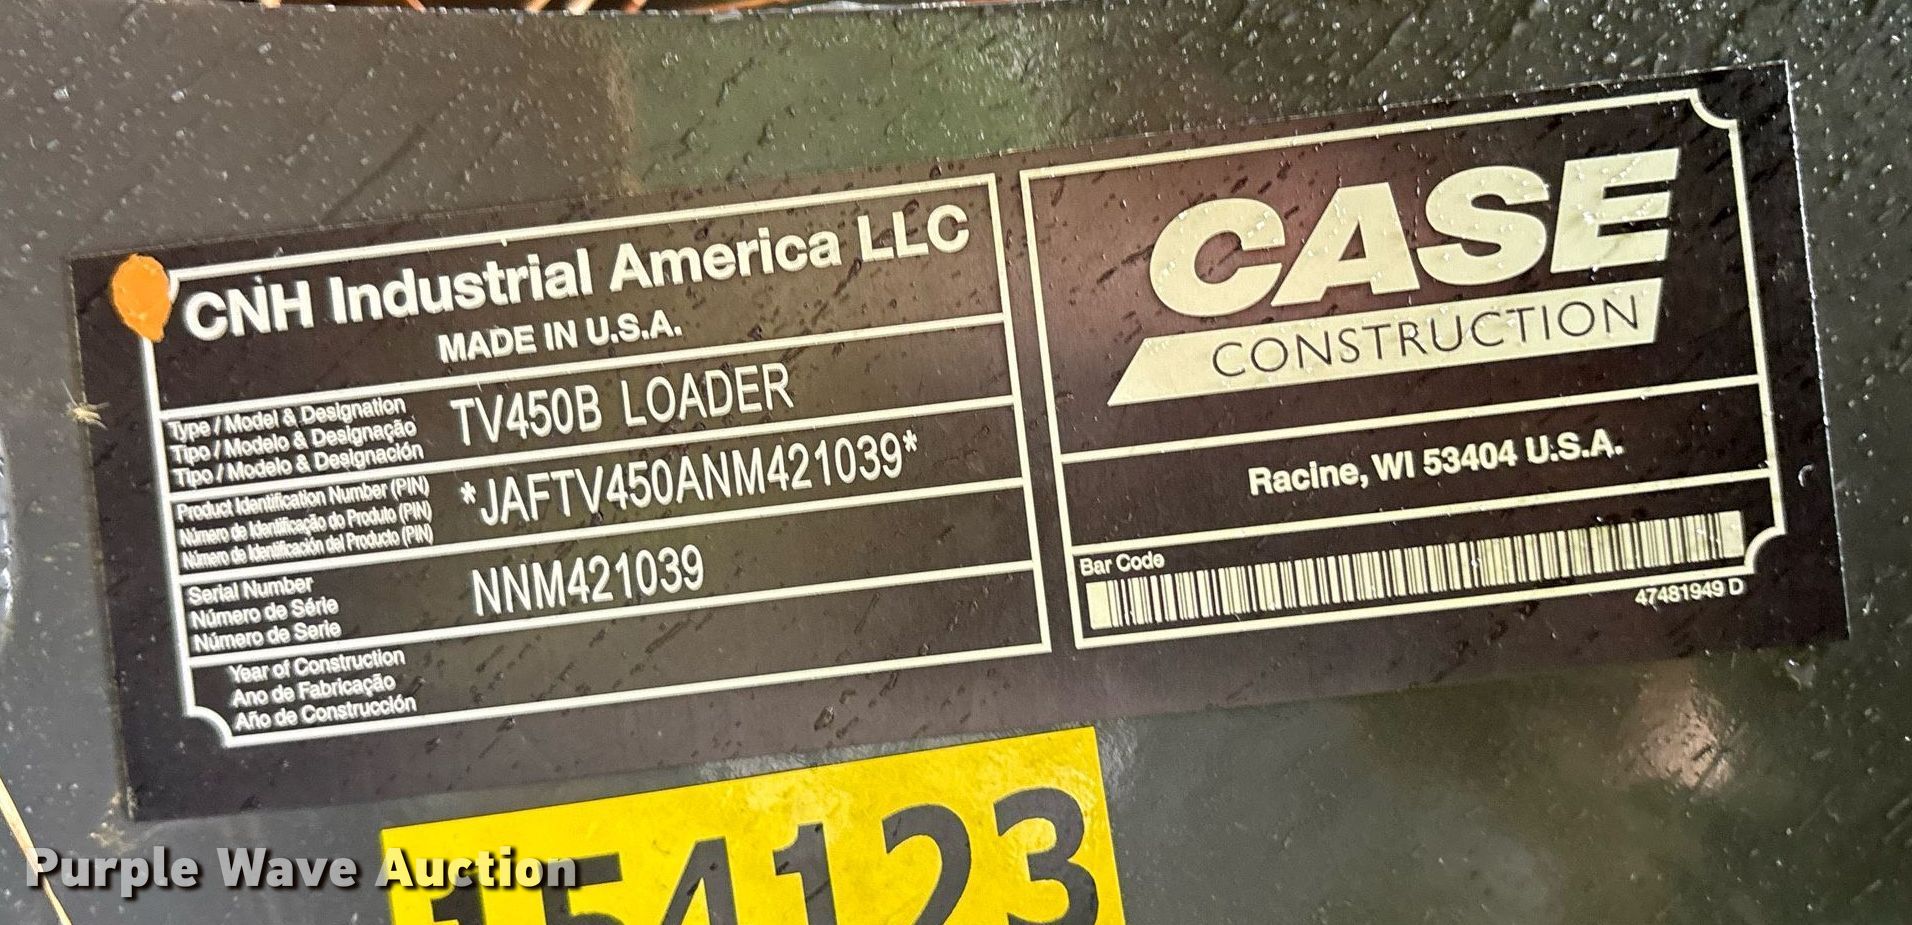 CNH Industrial America LLC
MADE IN U.S.A.
Type / Model & Designation
Tipo / Modelo & Designação
Tipo / Modelo & Designación
TV450B LOADER
Product Identification Number (PIN)
Número de Identificação do Produto (PIN)
Número de Identificación del Producto (PIN)
*JAFTV450ANM421039*
Serial Number
Número de Série
Número de Serie
NNM421039
Year of Construction
Ano de Fabricação
Año de Construcción
CASE
CONSTRUCTION
Racine, WI 53404 U.S.A.
Bar Code
47481949 D
154123
Purple Wave Auction